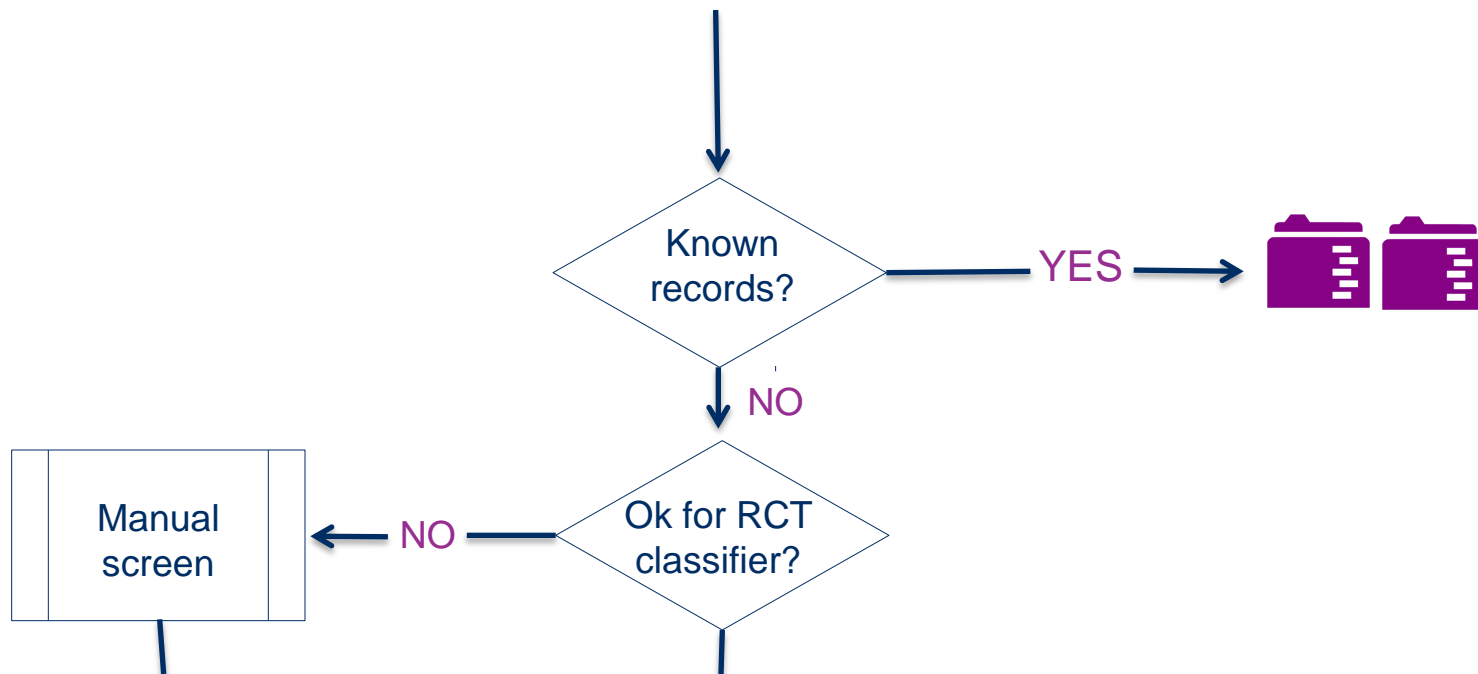 Known
records?
YES
NO
Ok for RCT
classifier?
NO
Manual
screen